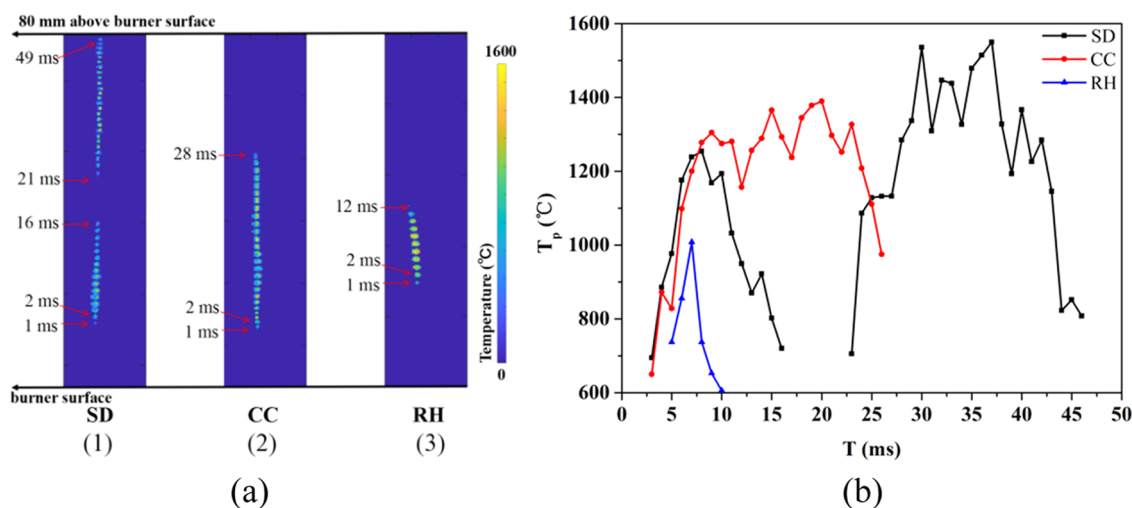 80 mm above burner surface
49 ms
21 ms
16 ms
2 ms
1 ms
28 ms
2 ms
1 ms
12 ms
2 ms
1 ms
1600
Temperature (℃)
0
burner surface
SD
CC
RH
(1)
(2)
(3)
(a)
1600
1400
1200
1000
800
600
Tp (℃)
0
5
10
15
20
25
30
35
40
45
50
T (ms)
SD
CC
RH
(b)